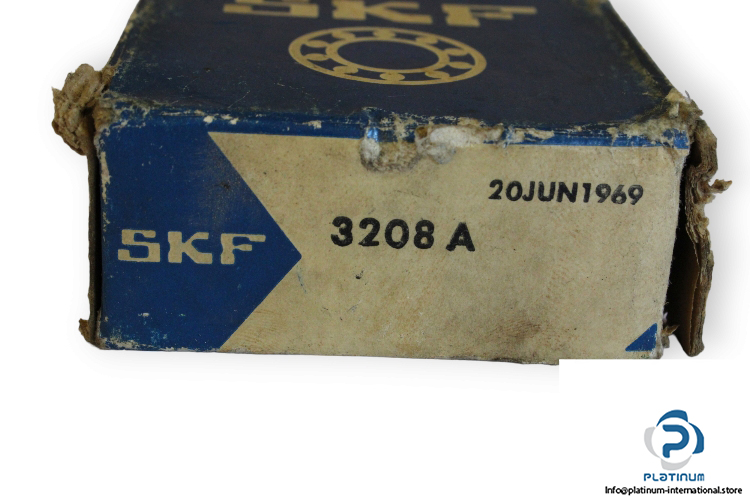 SKF
20JUN1969
3208 A
SKF
PLATINUM
Info@platinum-international.store